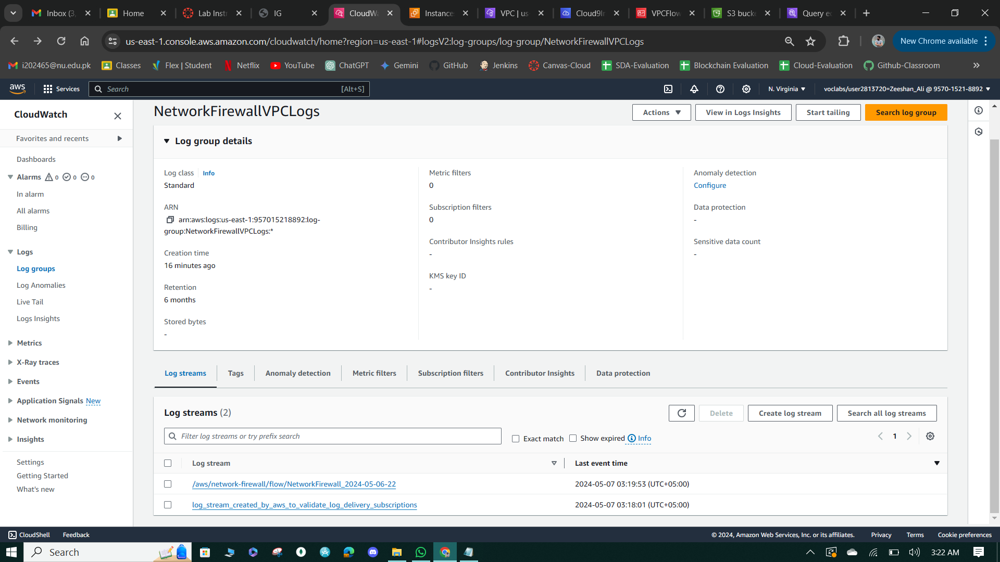 Inbox (3,
Home
Lab Instr
IG
CloudWa
Instance
VPC | us
Cloud9I
VPCFlow
S3 buck
Query e
us-east-1.console.aws.amazon.com/cloudwatch/home?region=us-east-1#logsV2:log-groups/log-group/NetworkFirewallVPCLogs
New Chrome available
i202465@nu.edu.pk
Classes
Flex | Student
Netflix
YouTube
ChatGPT
Gemini
GitHub
Jenkins
Canvas-Cloud
SDA-Evaluation
Blockchain Evaluation
Cloud-Evaluation
Github-Classroom
aws
Services
Search
[Alt+S]
N. Virginia
voclabs/user2813720=Zeeshan_Ali @ 9570-1521-8892
CloudWatch
Favorites and recents
Dashboards
Alarms 0 0 0
In alarm
All alarms
Billing
Logs
Log groups
Log Anomalies
Live Tail
Logs Insights
Metrics
X-Ray traces
Events
Application Signals New
Network monitoring
Insights
Settings
Getting Started
What's new
NetworkFirewallVPCLogs
Actions
View in Logs Insights
Start tailing
Search log group
Log group details
Log class Info
Standard
ARN
arn:aws:logs:us-east-1:957015218892:log-
group:NetworkFirewallVPCLogs:*
Creation time
16 minutes ago
Retention
6 months
Stored bytes
-
Metric filters
0
Subscription filters
0
Contributor Insights rules
-
KMS key ID
-
Anomaly detection
Configure
Data protection
-
Sensitive data count
-
Log streams
Tags
Anomaly detection
Metric filters
Subscription filters
Contributor Insights
Data protection
Log streams (2)
Delete
Create log stream
Search all log streams
Filter log streams or try prefix search
Exact match
Show expired
Info
1
Log stream
Last event time
/aws/network-firewall/flow/NetworkFirewall_2024-05-06-22
2024-05-07 03:19:53 (UTC+05:00)
log_stream_created_by_aws_to_validate_log_delivery_subscriptions
2024-05-07 03:18:01 (UTC+05:00)
CloudShell
Feedback
© 2024, Amazon Web Services, Inc. or its affiliates.
Privacy
Terms
Cookie preferences
Search
3:22 AM